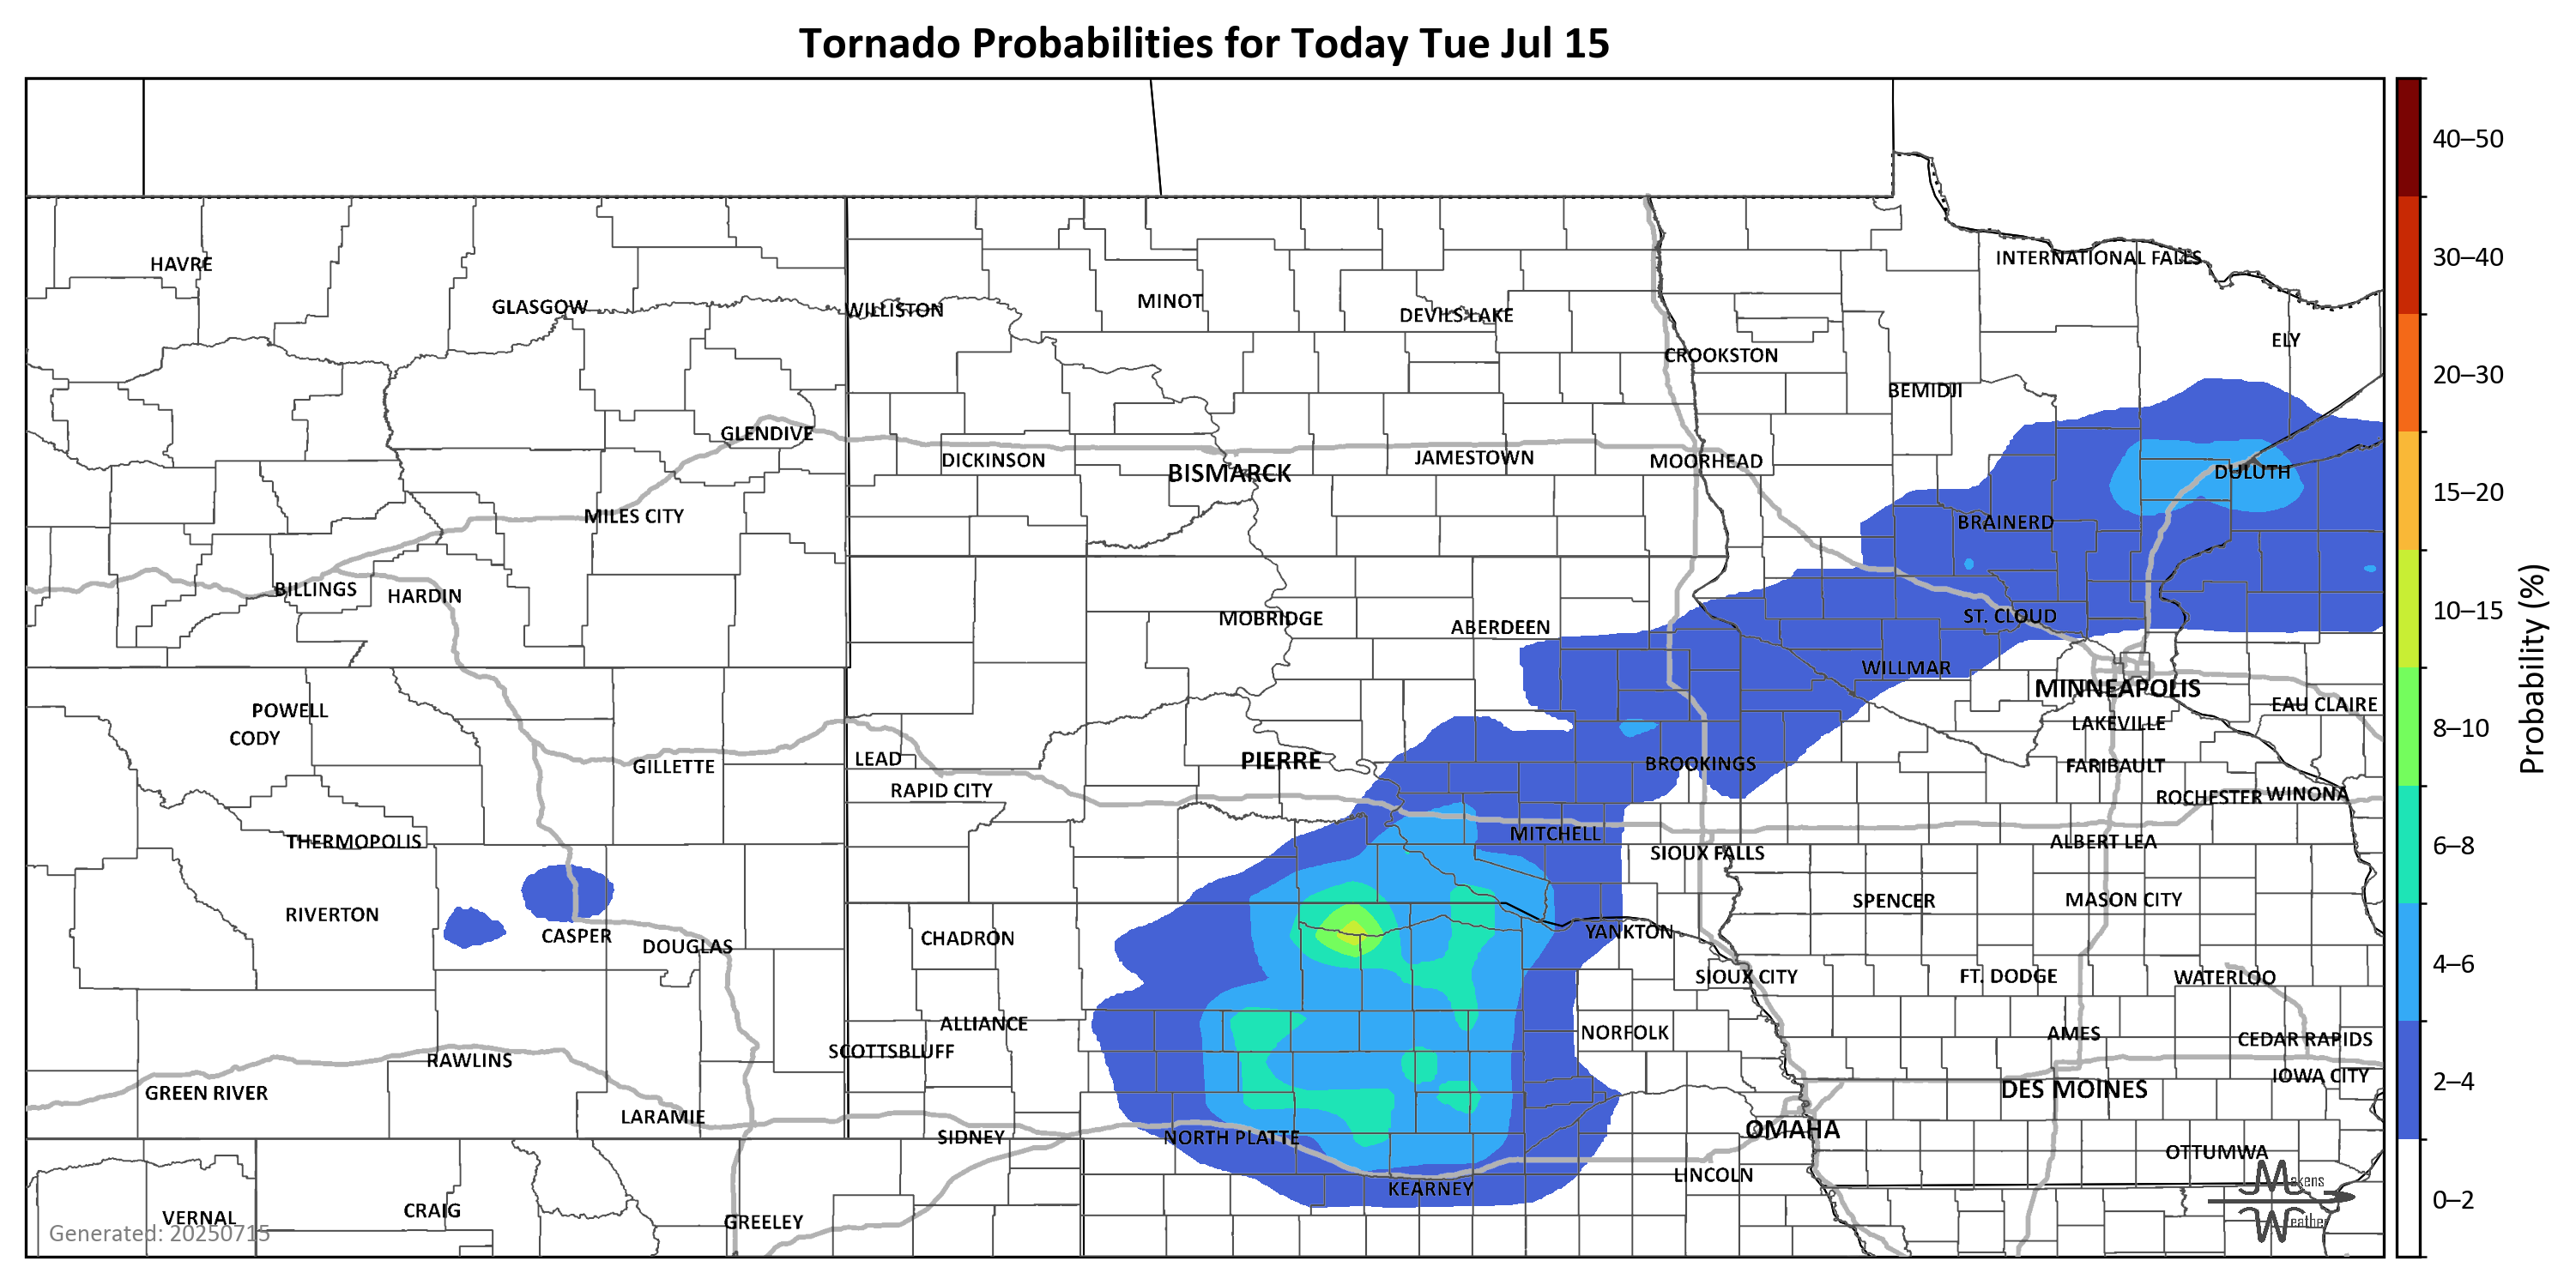 Tornado Probabilities for Today Tue Jul 15
40–50
INTERNATIONAL FALLS
30–40
HAVRE
MINOT
GLASGOW
WILLISTON
DEVILS LAKE
ELY
CROOKSTON
20–30
BEMIDJI
GLENDIVE
DICKINSON
JAMESTOWN
MOORHEAD
BISMARCK
DULUTH
15–20
MILES CITY
BRAINERD
BILLINGS
HARDIN
10–15
MOBRIDGE
ABERDEEN
ST. CLOUD
WILLMAR
Probability (%)
MINNEAPOLIS
POWELL
EAU CLAIRE
LAKEVILLE
8–10
CODY
LEAD
PIERRE
BROOKINGS
GILLETTE
FARIBAULT
RAPID CITY
ROCHESTER
WINONA
MITCHELL
THERMOPOLIS
ALBERT LEA
6–8
SIOUX FALLS
SPENCER
MASON CITY
RIVERTON
CASPER
CHADRON
YANKTON
DOUGLAS
4–6
SIOUX CITY
FT. DODGE
WATERLOO
ALLIANCE
NORFOLK
AMES
CEDAR RAPIDS
SCOTTSBLUFF
RAWLINS
IOWA CITY
2–4
GREEN RIVER
DES MOINES
LARAMIE
OMAHA
SIDNEY
NORTH PLATTE
OTTUMWA
LINCOLN
Makens
KEARNEY
0–2
CRAIG
VERNAL
GREELEY
Weather
Generated: 20250715